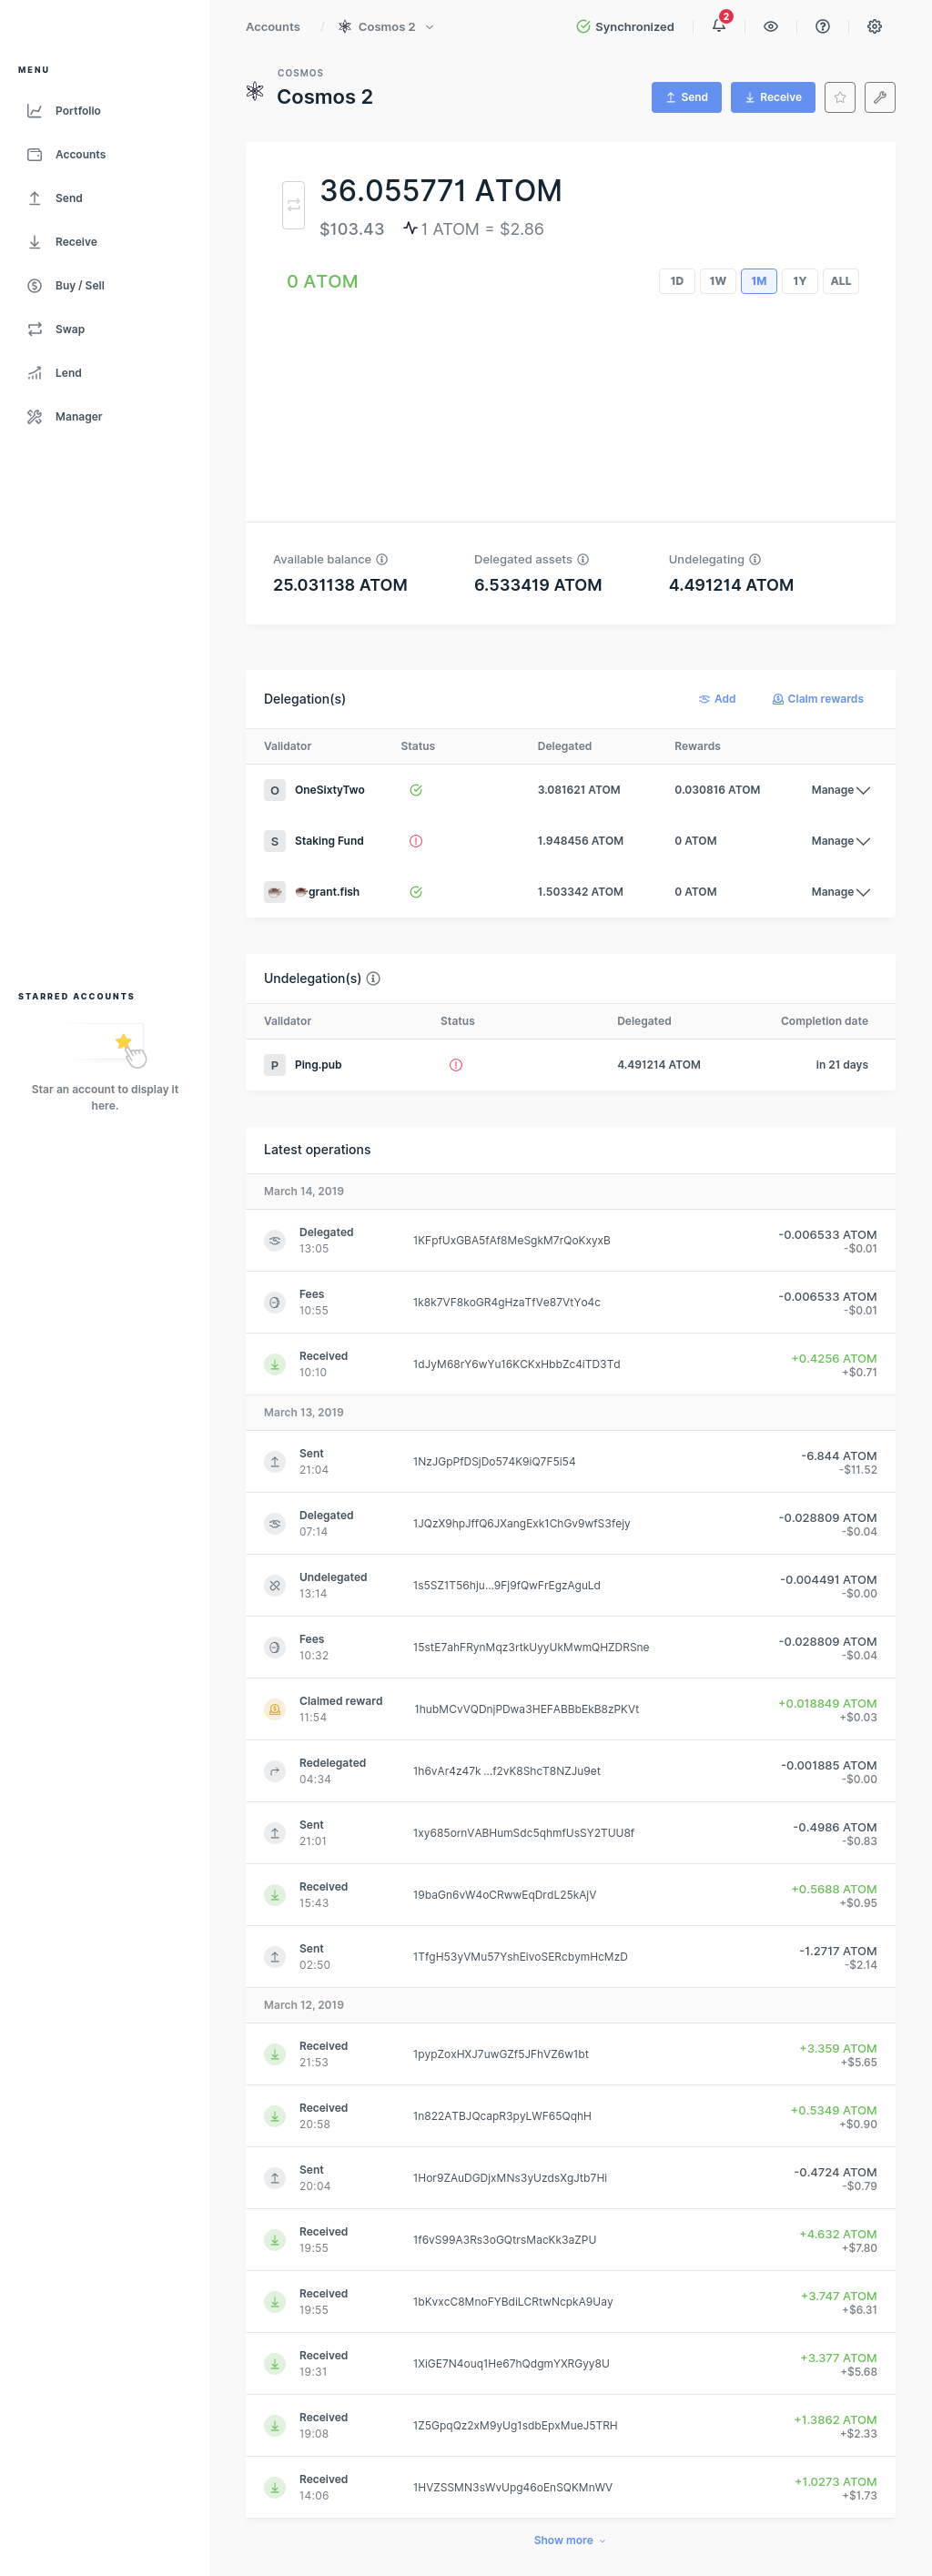 Accounts / Cosmos 2
Synchronized
2
MENU
Portfolio
Accounts
Send
Receive
Buy / Sell
Swap
Lend
Manager
STARRED ACCOUNTS
Star an account to display it
here.
COSMOS
Cosmos 2
Send
Receive
36.055771 ATOM
$103.43 1 ATOM = $2.86
0 ATOM
1D 1W 1M 1Y ALL
Available balance Delegated assets Undelegating
25.031138 ATOM 6.533419 ATOM 4.491214 ATOM
Delegation(s) Add Claim rewards
Validator Status Delegated Rewards
O OneSixtyTwo 3.081621 ATOM 0.030816 ATOM Manage
S Staking Fund 1.948456 ATOM 0 ATOM Manage
grant.fish 1.503342 ATOM 0 ATOM Manage
Undelegation(s)
Validator Status Delegated Completion date
P Ping.pub 4.491214 ATOM in 21 days
Latest operations
March 14, 2019
Delegated 1KFpfUxGBA5fAf8MeSgkM7rQoKxyxB -0.006533 ATOM
13:05 -$0.01
Fees 1k8k7VF8koGR4gHzaTfVe87VtYo4c -0.006533 ATOM
10:55 -$0.01
Received 1dJyM68rY6wYu16KCKxHbbZc4iTD3Td +0.4256 ATOM
10:10 +$0.71
March 13, 2019
Sent 1NzJGpPfDSjDo574K9iQ7F5i54 -6.844 ATOM
21:04 -$11.52
Delegated 1JQzX9hpJffQ6JXangExk1ChGv9wfS3fejy -0.028809 ATOM
07:14 -$0.04
Undelegated 1s5SZ1T56hju...9Fj9fQwFrEgzAguLd -0.004491 ATOM
13:14 -$0.00
Fees 15stE7ahFRynMqz3rtkUyyUkMwmQHZDRSne -0.028809 ATOM
10:32 -$0.04
Claimed reward 1hubMCvVQDnjPDwa3HEFABBbEkB8zPKVt +0.018849 ATOM
11:54 +$0.03
Redelegated 1h6vAr4z47k ...f2vK8ShcT8NZJu9et -0.001885 ATOM
04:34 -$0.00
Sent 1xy685ornVABHumSdc5qhmfUsSY2TUU8f -0.4986 ATOM
21:01 -$0.83
Received 19baGn6vW4oCRwwEqDrdL25kAjV +0.5688 ATOM
15:43 +$0.95
Sent 1TfgH53yVMu57YshEivoSERcbymHcMzD -1.2717 ATOM
02:50 -$2.14
March 12, 2019
Received 1pypZoxHXJ7uwGZf5JFhVZ6w1bt +3.359 ATOM
21:53 +$5.65
Received 1n822ATBJQcapR3pyLWF65QqhH +0.5349 ATOM
20:58 +$0.90
Sent 1Hor9ZAuDGDjxMNs3yUzdsXgJtb7Hi -0.4724 ATOM
20:04 -$0.79
Received 1f6vS99A3Rs3oGQtrsMacKk3aZPU +4.632 ATOM
19:55 +$7.80
Received 1bKvxcC8MnoFYBdiLCRtwNcpkA9Uay +3.747 ATOM
19:55 +$6.31
Received 1XiGE7N4ouq1He67hQdgmYXRGyy8U +3.377 ATOM
19:31 +$5.68
Received 1Z5GpqQz2xM9yUg1sdbEpxMueJ5TRH +1.3862 ATOM
19:08 +$2.33
Received 1HVZSSMN3sWvUpg46oEnSQKMnWV +1.0273 ATOM
14:06 +$1.73
Show more